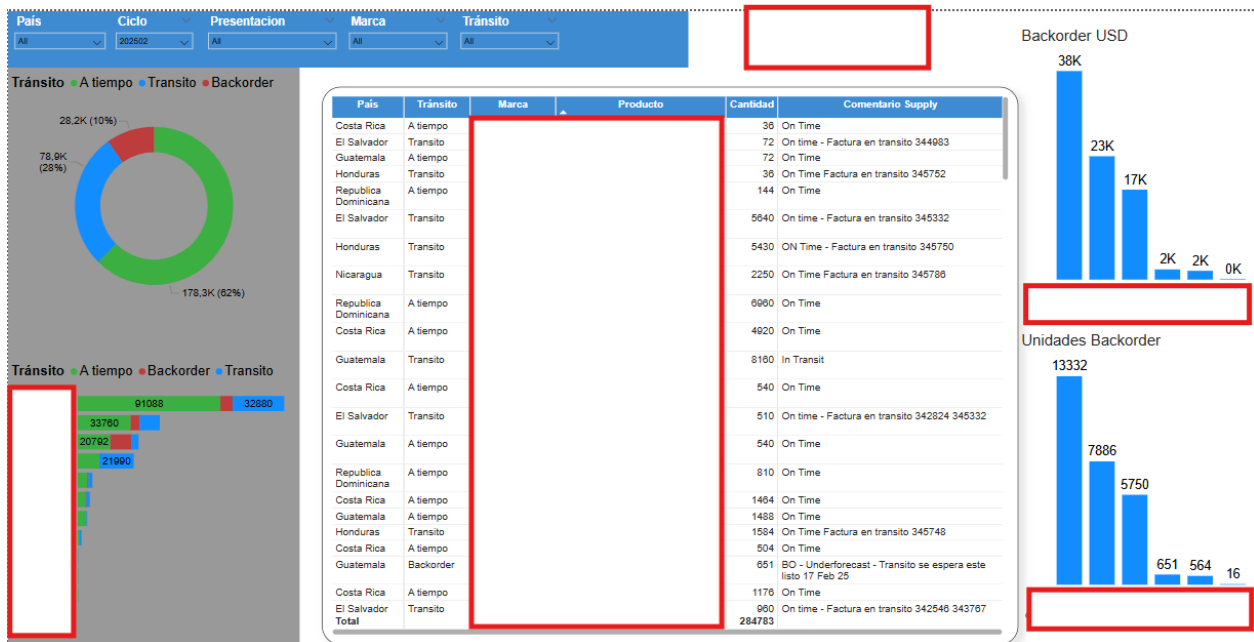 País Ciclo Presentacion Marca Tránsito
All 202502 All All All
Tránsito A tiempo Transito Backorder
28,2K (10%)
78,9K
(28%)
178,3K (62%)
Tránsito A tiempo Backorder Transito
91088 32880
33760
20792
21990
País Tránsito Marca Producto Cantidad Comentario Supply
Costa Rica A tiempo 36 On Time
El Salvador Transito 72 On time - Factura en transito 344983
Guatemala A tiempo 72 On Time
Honduras Transito 36 On Time Factura en transito 345752
Republica A tiempo 144 On Time
Dominicana
El Salvador Transito 5640 On time - Factura en transito 345332
Honduras Transito 5430 ON Time - Factura en transito 345750
Nicaragua Transito 2250 On Time Factura en transito 345786
Republica A tiempo 6960 On Time
Dominicana
Costa Rica A tiempo 4920 On Time
Guatemala Transito 8160 In Transit
Costa Rica A tiempo 540 On Time
El Salvador Transito 510 On time - Factura en transito 342824 345332
Guatemala A tiempo 540 On Time
Republica A tiempo 810 On Time
Dominicana
Costa Rica A tiempo 1464 On Time
Guatemala A tiempo 1488 On Time
Honduras Transito 1584 On Time Factura en transito 345748
Costa Rica A tiempo 504 On Time
Guatemala Backorder 651 BO - Underforecast - Transito se espera este
listo 17 Feb 25
Costa Rica A tiempo 1176 On Time
El Salvador Transito 960 On time - Factura en transito 342546 343767
Total 284783
Backorder USD
38K
23K
17K
2K 2K 0K
Unidades Backorder
13332
7886
5750
651 564 16